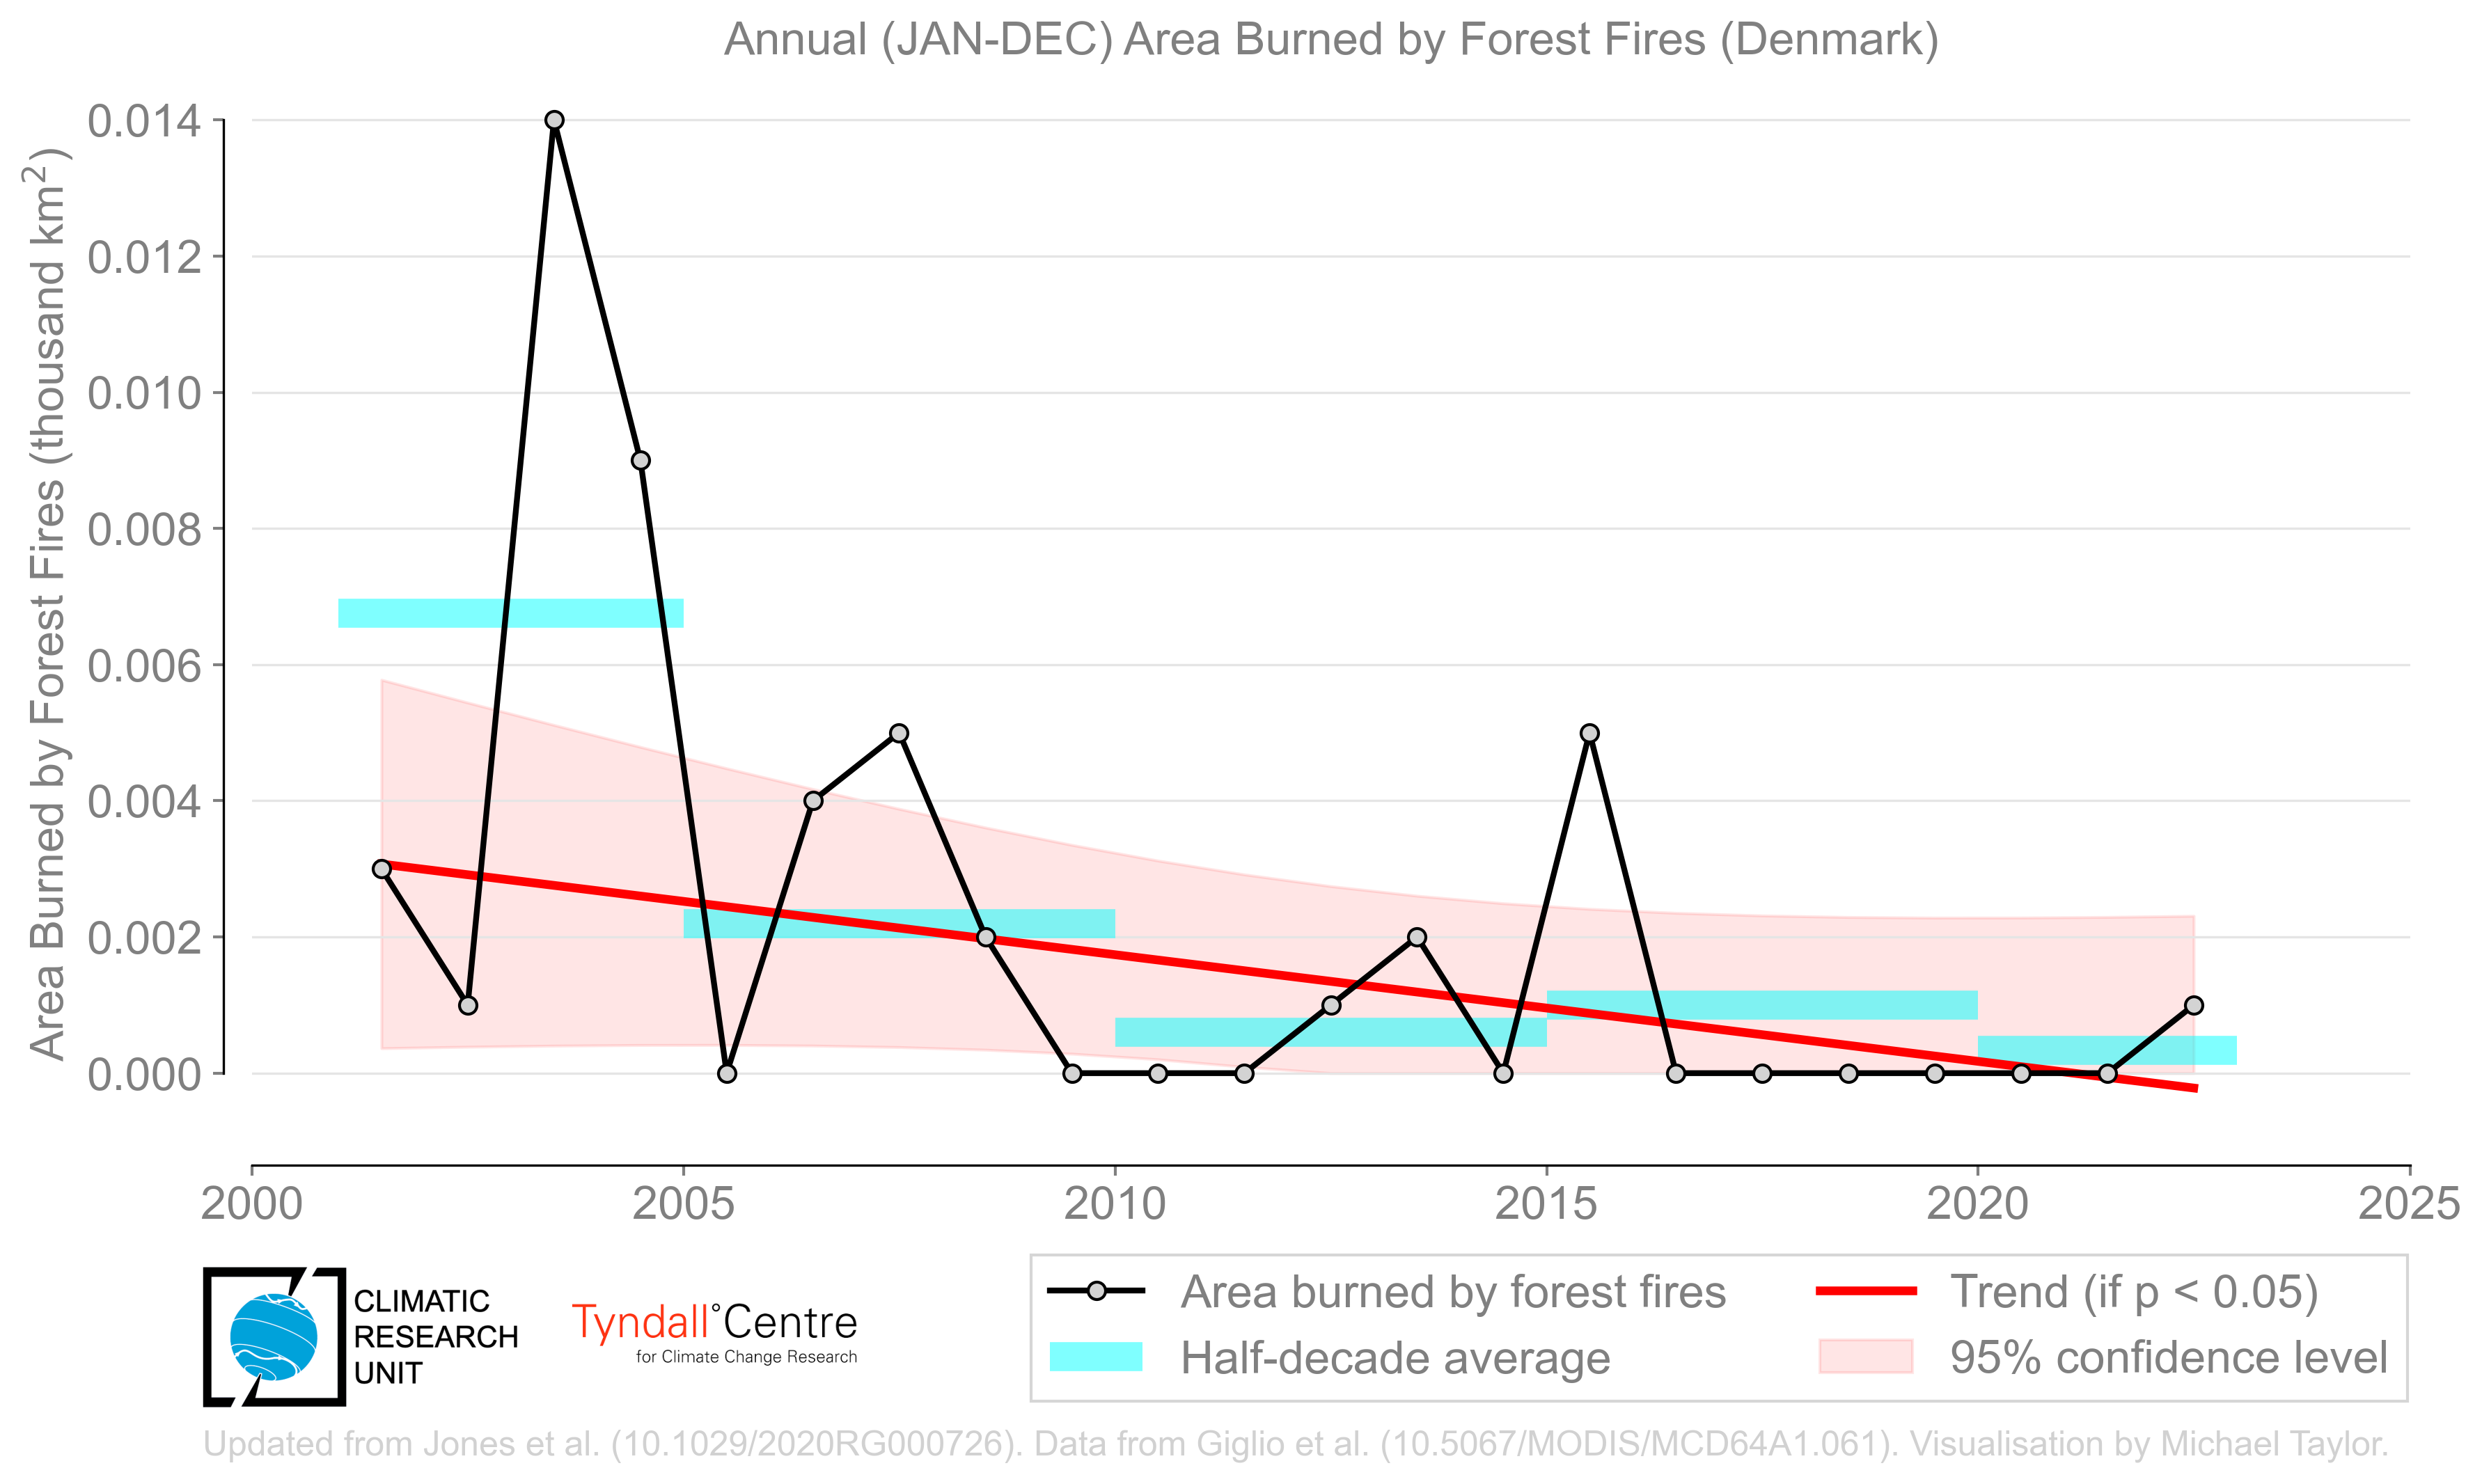 Annual (JAN-DEC) Area Burned by Forest Fires (Denmark)
Area Burned by Forest Fires (thousand km²)
0.014
0.012
0.010
0.008
0.006
0.004
0.002
0.000
2000
2005
2010
2015
2020
2025
CLIMATIC
RESEARCH
UNIT
Tyndall°Centre
for Climate Change Research
Area burned by forest fires
Half-decade average
Trend (if p < 0.05)
95% confidence level
Updated from Jones et al. (10.1029/2020RG000726). Data from Giglio et al. (10.5067/MODIS/MCD64A1.061). Visualisation by Michael Taylor.